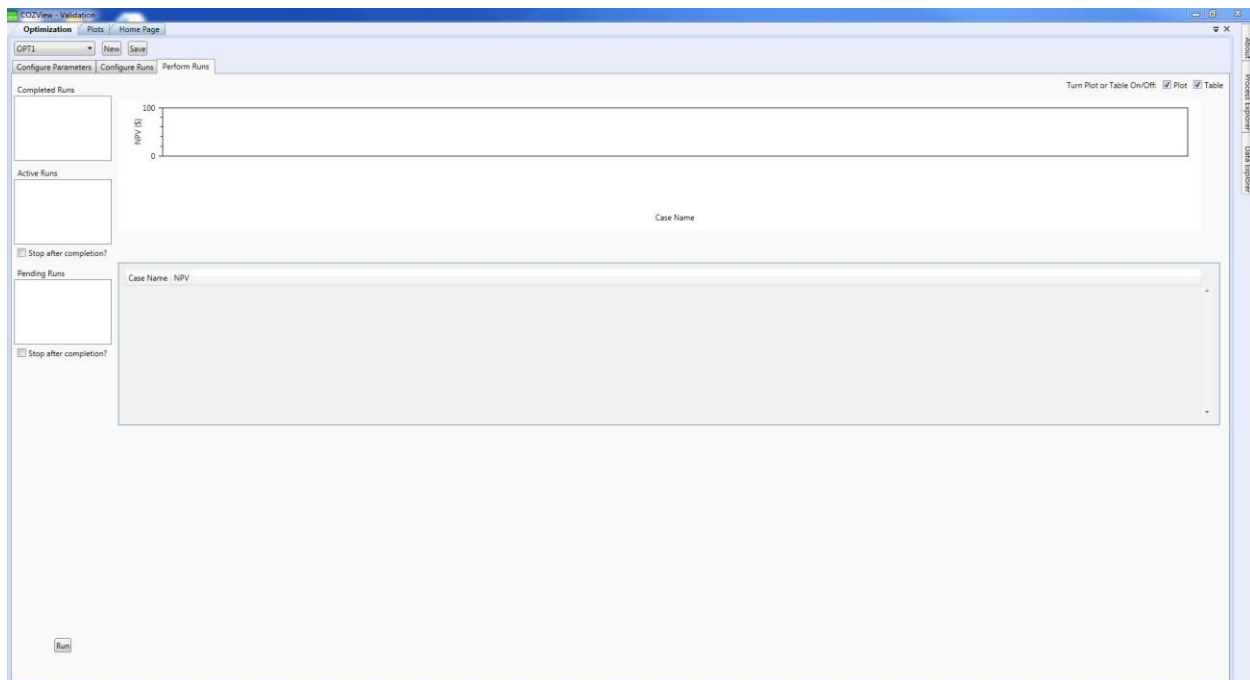 COZView - Validation
Optimization Plots Home Page
OPT1 New Save
Configure Parameters Configure Runs Perform Runs
Completed Runs
Turn Plot or Table On/Off: Plot Table
100
NPV ($)
0
Case Name
Active Runs
Stop after completion?
Pending Runs
Case Name NPV
Stop after completion?
Run
About
Process Explorer
Data Explorer